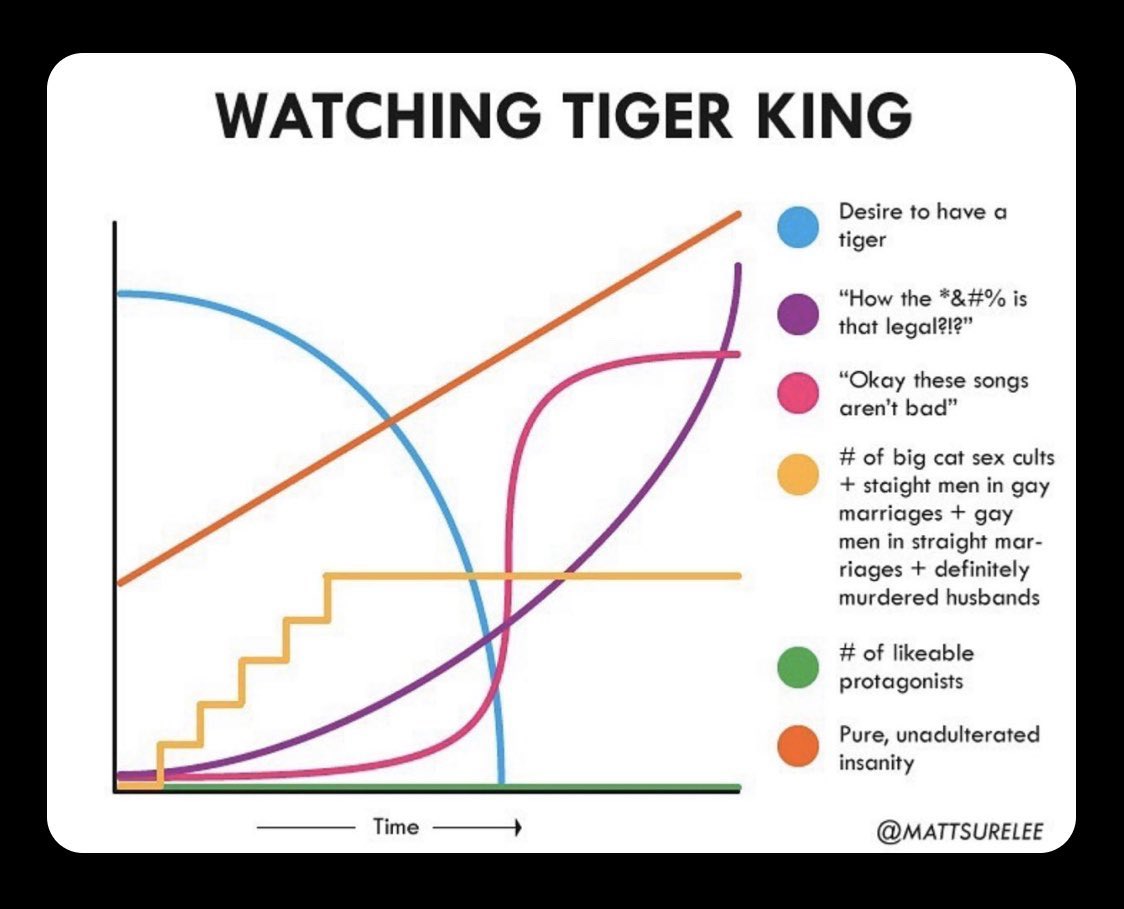 WATCHING TIGER KING
Desire to have a
tiger
“How the *&#% is
that legal?!?”
“Okay these songs
aren’t bad”
# of big cat sex cults
+ staight men in gay
marriages + gay
men in straight mar-
riages + definitely
murdered husbands
# of likeable
protagonists
Pure, unadulterated
insanity
Time
@MATTSURELEE